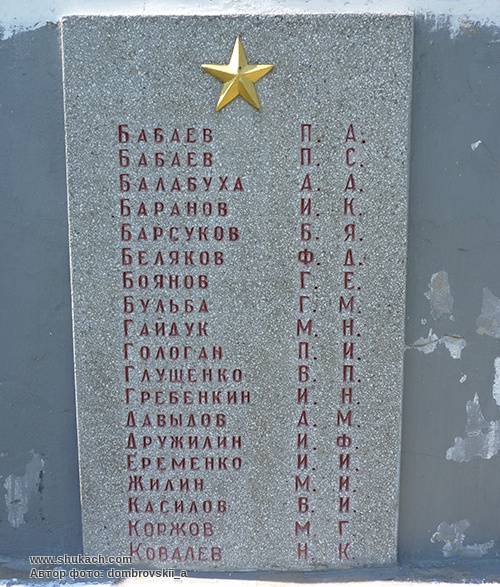 Бабаев П. А.
Бабаев П. С.
Балабуха А. А.
Баранов И. К.
Барсуков Б. Я.
Беляков Ф. Д.
Боянов Г. Е.
Бульба Г. М.
Гайдук М. Н.
Гологан П. И.
Глущенко В. П.
Гребенкин И. Н.
Давыдов А. М.
Дружилин И. Ф.
Еременко И. И.
Жилин М. И.
Касилов В. И.
Коржов М. Г.
Ковалев Н. К.
www.shukach.com
Автор фото: dombrovskii_a